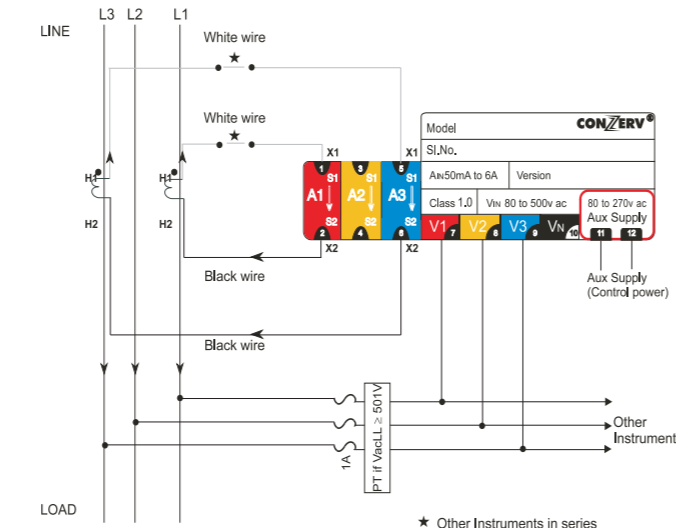 L3 L2 L1
LINE
White wire
★
White wire
★
X1 X1
H1 H1
H2 H2
1 3 5
S1 S1 S1
A1 A2 A3
S2 S2 S2
2 4 6
X2 X2
Black wire
Black wire
Model CONZERV®
SI.No.
AIN50mA to 6A Version
Class 1.0 VIN 80 to 500v ac
80 to 270v ac
Aux Supply
V1 7 V2 8 V3 9 VN 10 11 12
Aux Supply
(Control power)
1A
PT if VacLL ≥ 501V
Other
Instrument
LOAD
★ Other Instruments in series